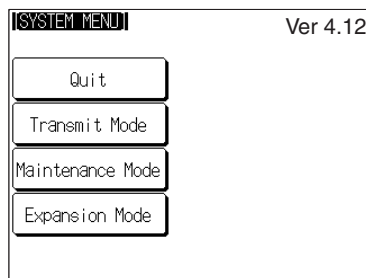 [SYSTEM MENU]
Ver 4.12
Quit
Transmit Mode
Maintenance Mode
Expansion Mode